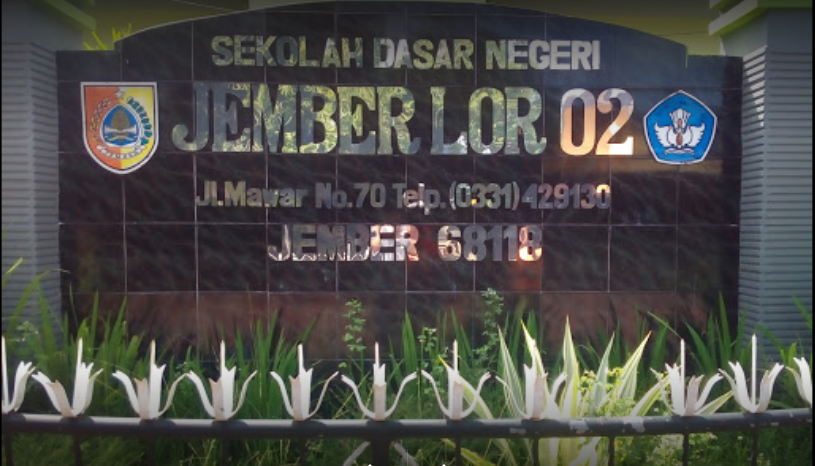 SEKOLAH DASAR NEGERI
JEMBER LOR 02
Jl.Mawar No.70 Telp.(0331)429130
JEMBER 68118